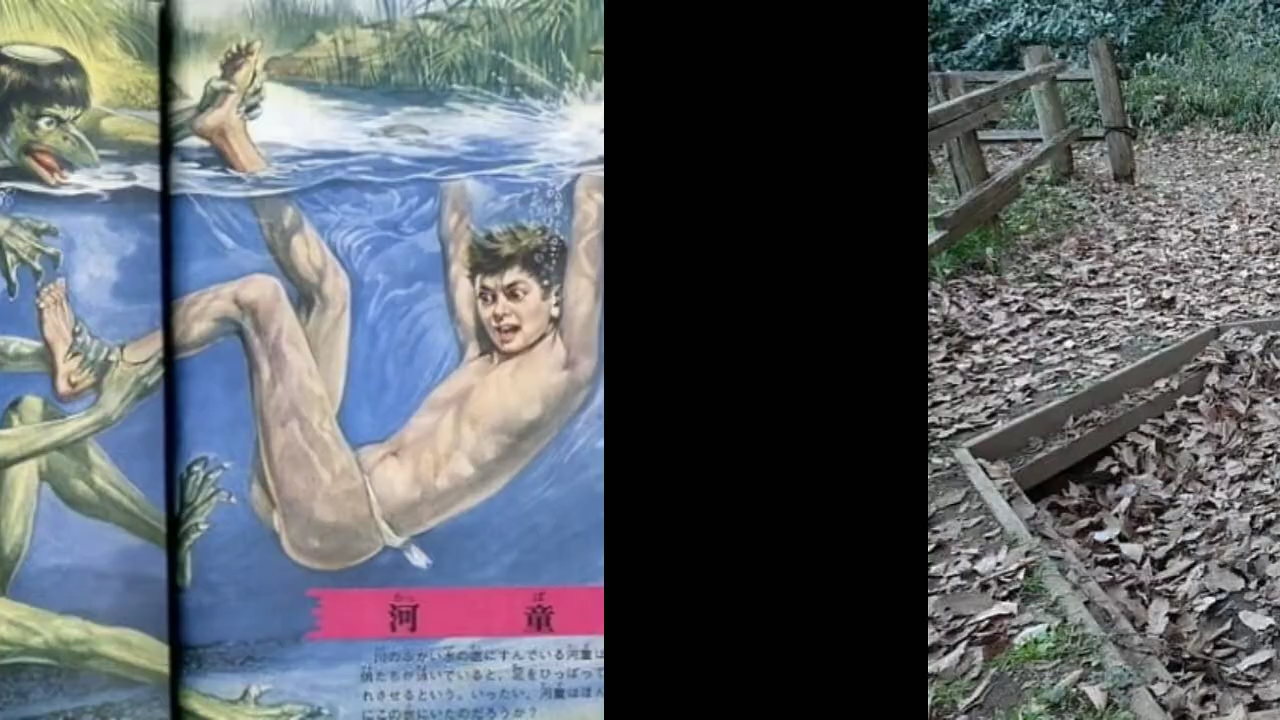 河童
かっぱ
川のふかい水の底にすんでいる河童は
供たちが泳いでいると、足をひっぱって
れさせるという。いったい、河童はほん
にこの世にいたのだろうか？